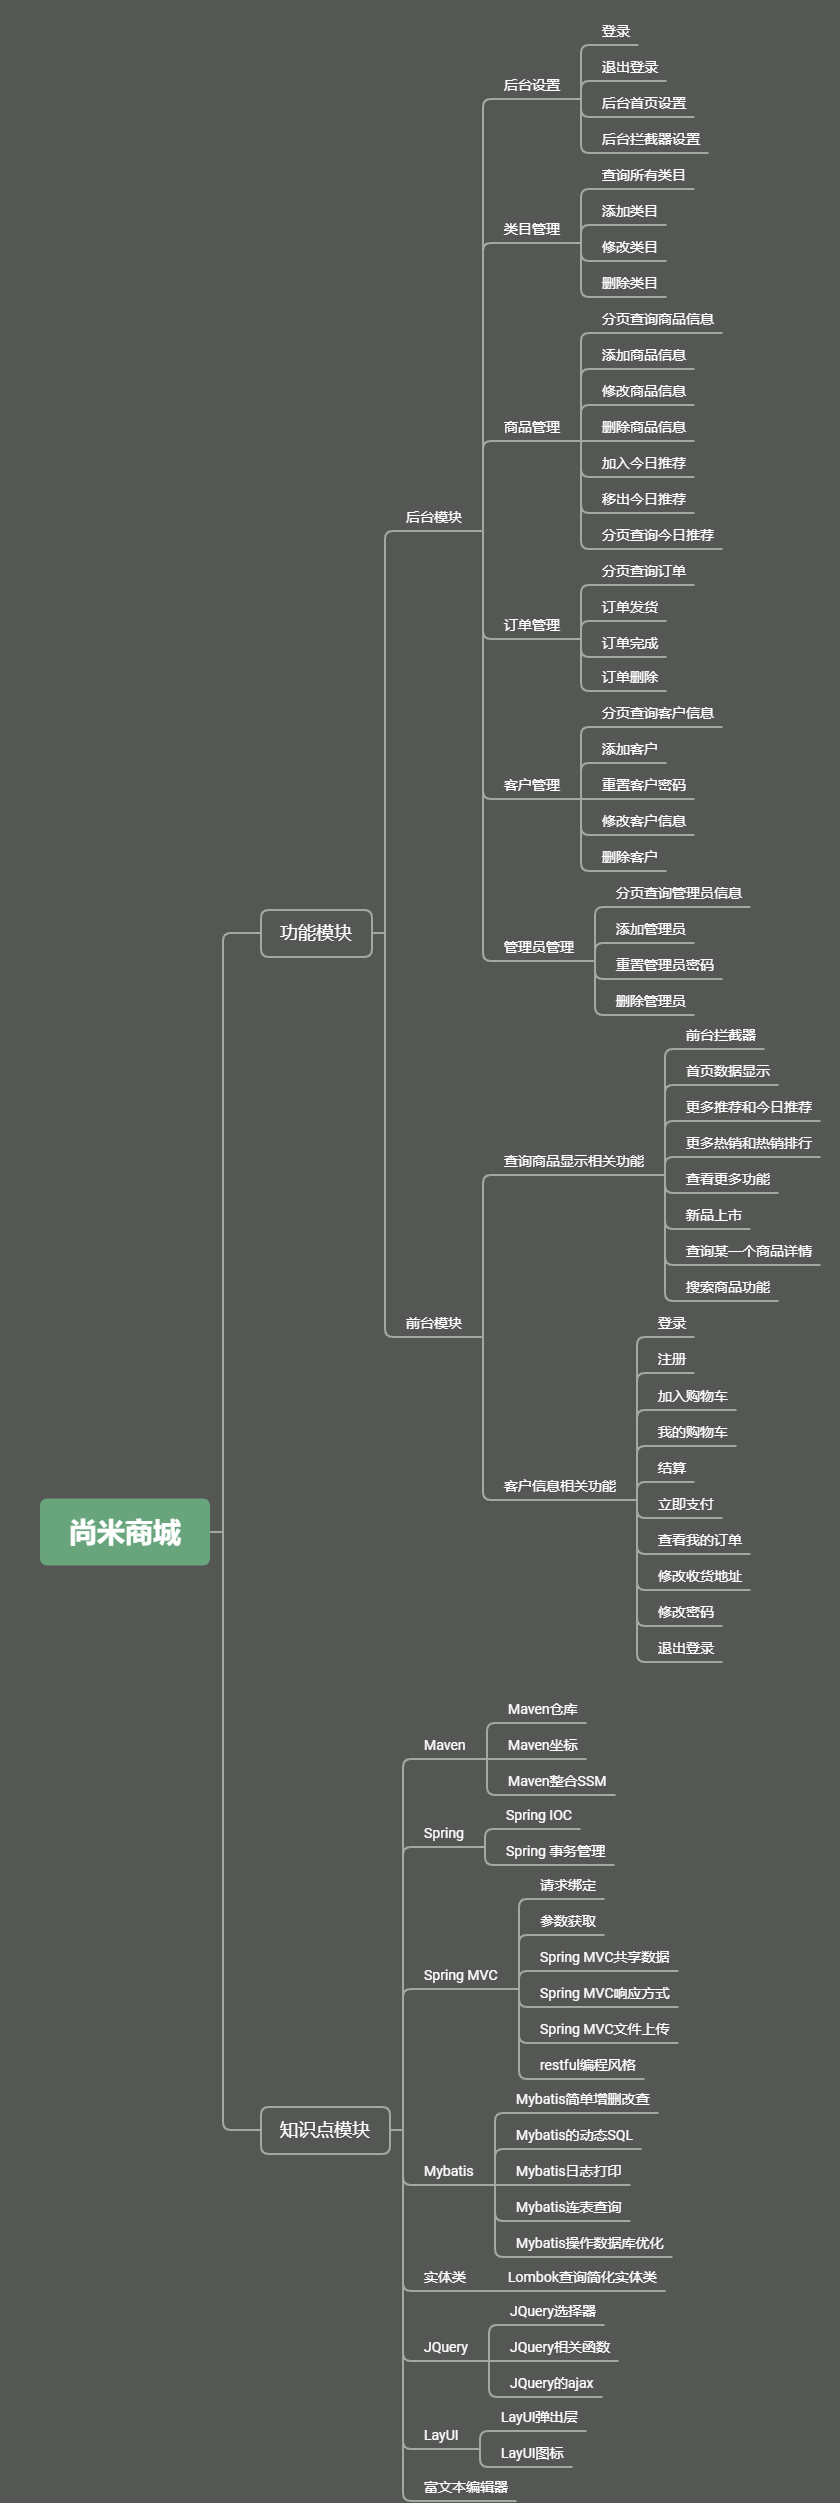 尚米商城
功能模块
后台模块
后台设置
登录
退出登录
后台首页设置
后台拦截器设置
类目管理
查询所有类目
添加类目
修改类目
删除类目
商品管理
分页查询商品信息
添加商品信息
修改商品信息
删除商品信息
加入今日推荐
移出今日推荐
分页查询今日推荐
订单管理
分页查询订单
订单发货
订单完成
订单删除
客户管理
分页查询客户信息
添加客户
重置客户密码
修改客户信息
删除客户
管理员管理
分页查询管理员信息
添加管理员
重置管理员密码
删除管理员
前台模块
查询商品显示相关功能
前台拦截器
首页数据显示
更多推荐和今日推荐
更多热销和热销排行
查看更多功能
新品上市
查询某一个商品详情
搜索商品功能
客户信息相关功能
登录
注册
加入购物车
我的购物车
结算
立即支付
查看我的订单
修改收货地址
修改密码
退出登录
知识点模块
Maven
Maven仓库
Maven坐标
Maven整合SSM
Spring
Spring IOC
Spring 事务管理
Spring MVC
请求绑定
参数获取
Spring MVC共享数据
Spring MVC响应方式
Spring MVC文件上传
restful编程风格
Mybatis
Mybatis简单增删改查
Mybatis的动态SQL
Mybatis日志打印
Mybatis连表查询
Mybatis操作数据库优化
实体类
Lombok查询简化实体类
JQuery
JQuery选择器
JQuery相关函数
JQuery的ajax
LayUI
LayUI弹出层
LayUI图标
富文本编辑器